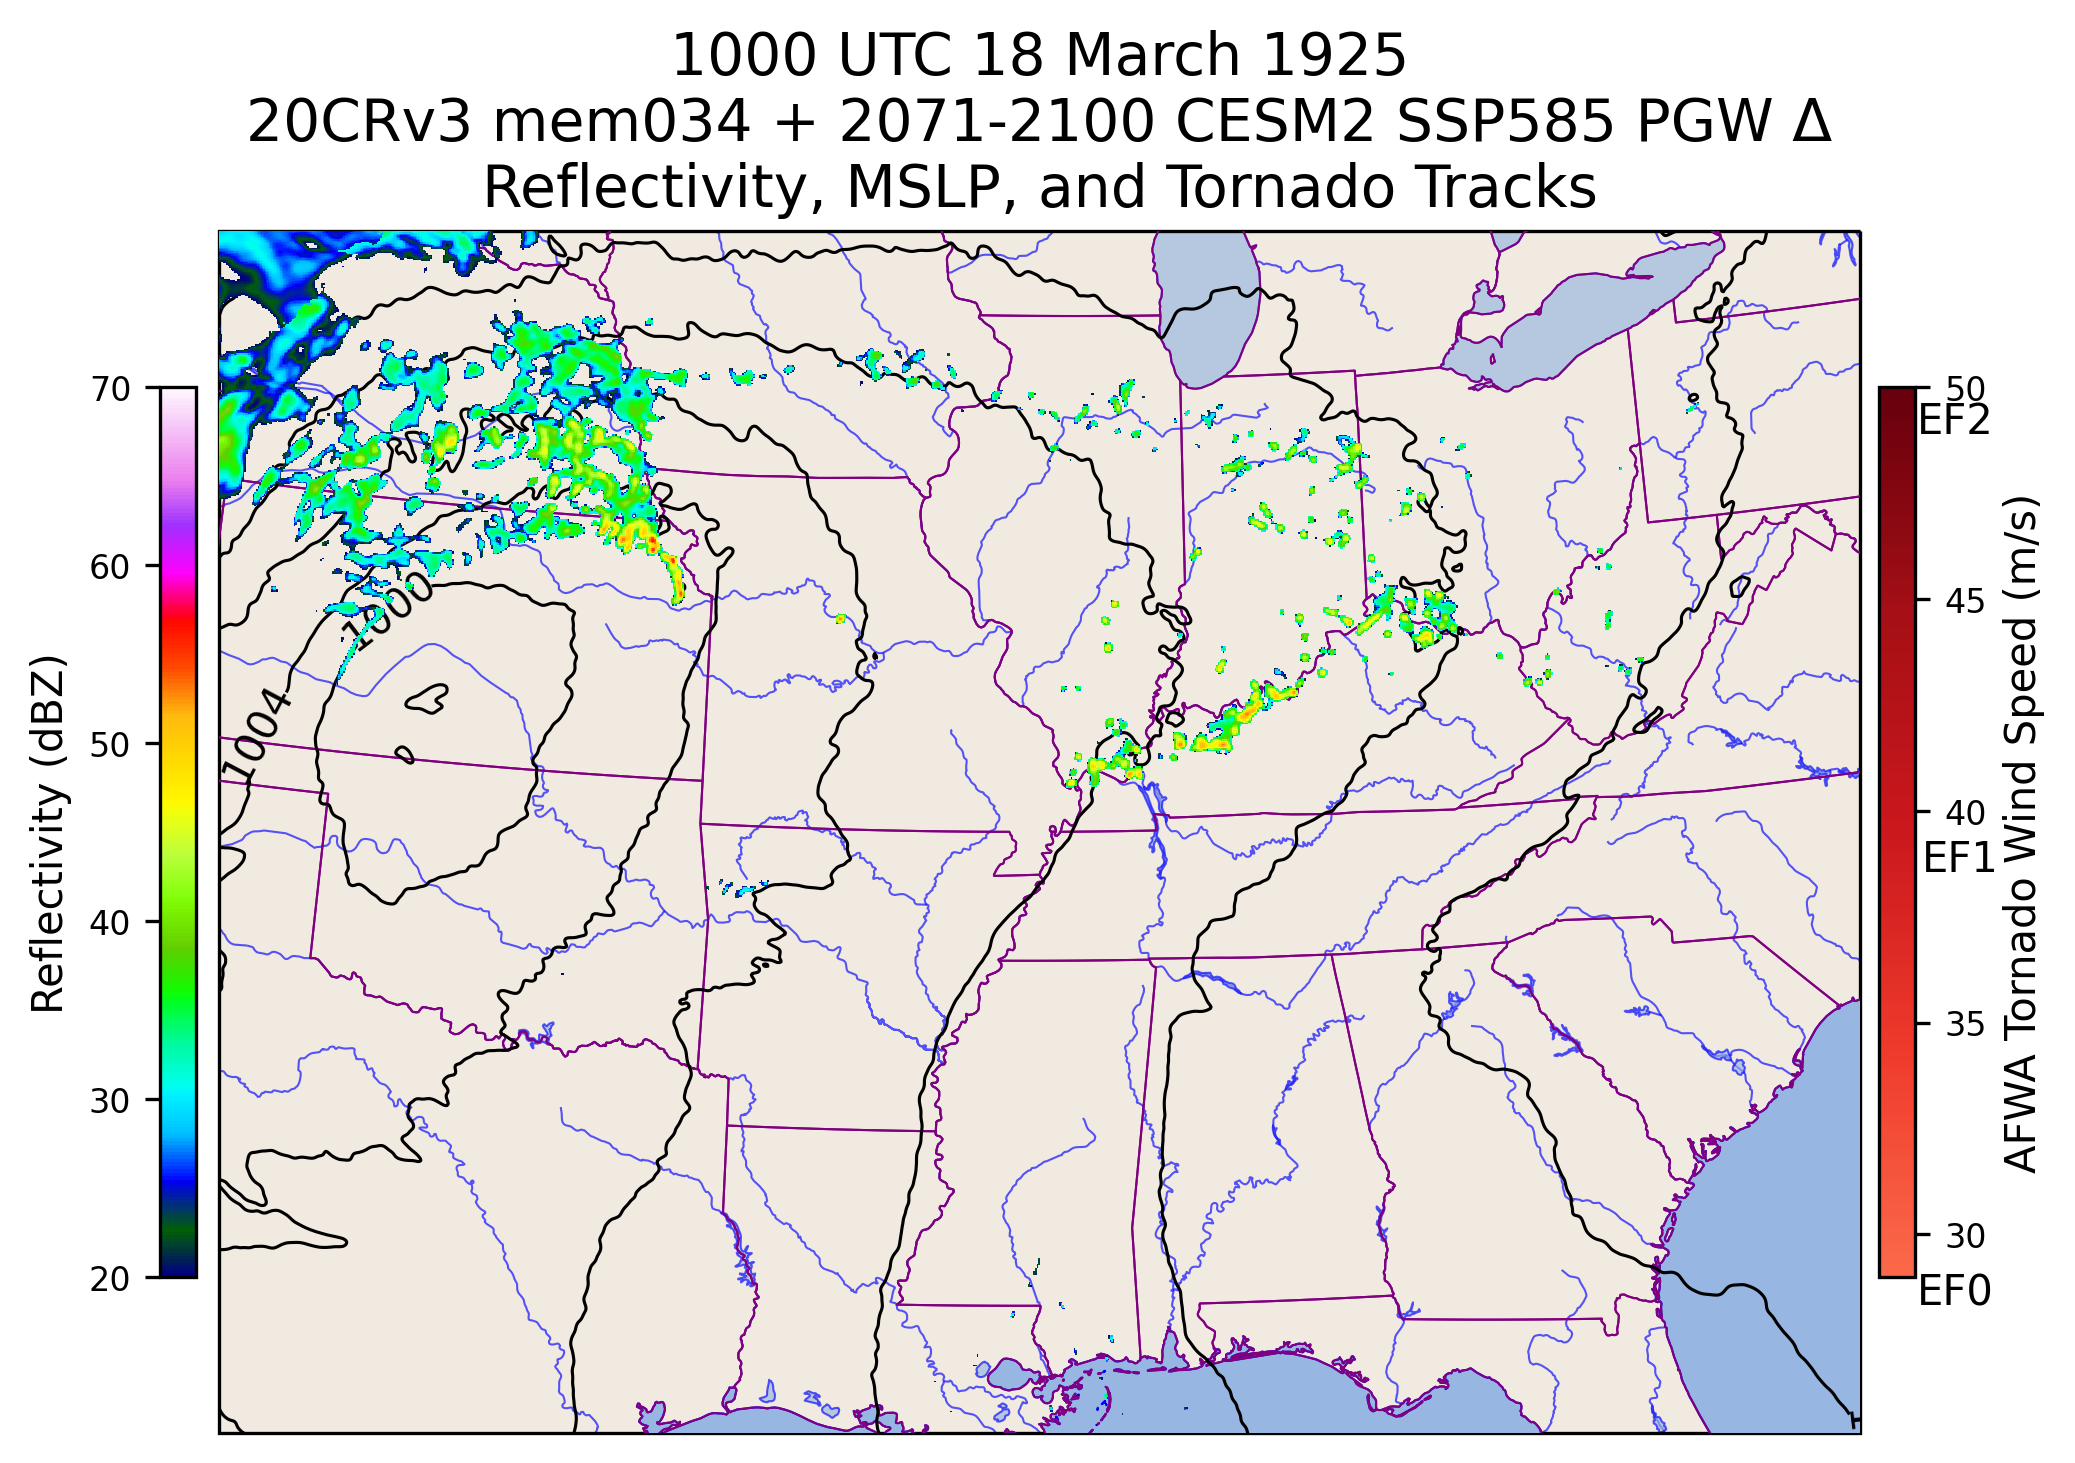 1000 UTC 18 March 1925
20CRv3 mem034 + 2071-2100 CESM2 SSP585 PGW Δ
Reflectivity, MSLP, and Tornado Tracks
70
60
50
40
30
20
Reflectivity (dBZ)
1000
1004
50
EF2
45
40
EF1
35
30
EF0
AFWA Tornado Wind Speed (m/s)